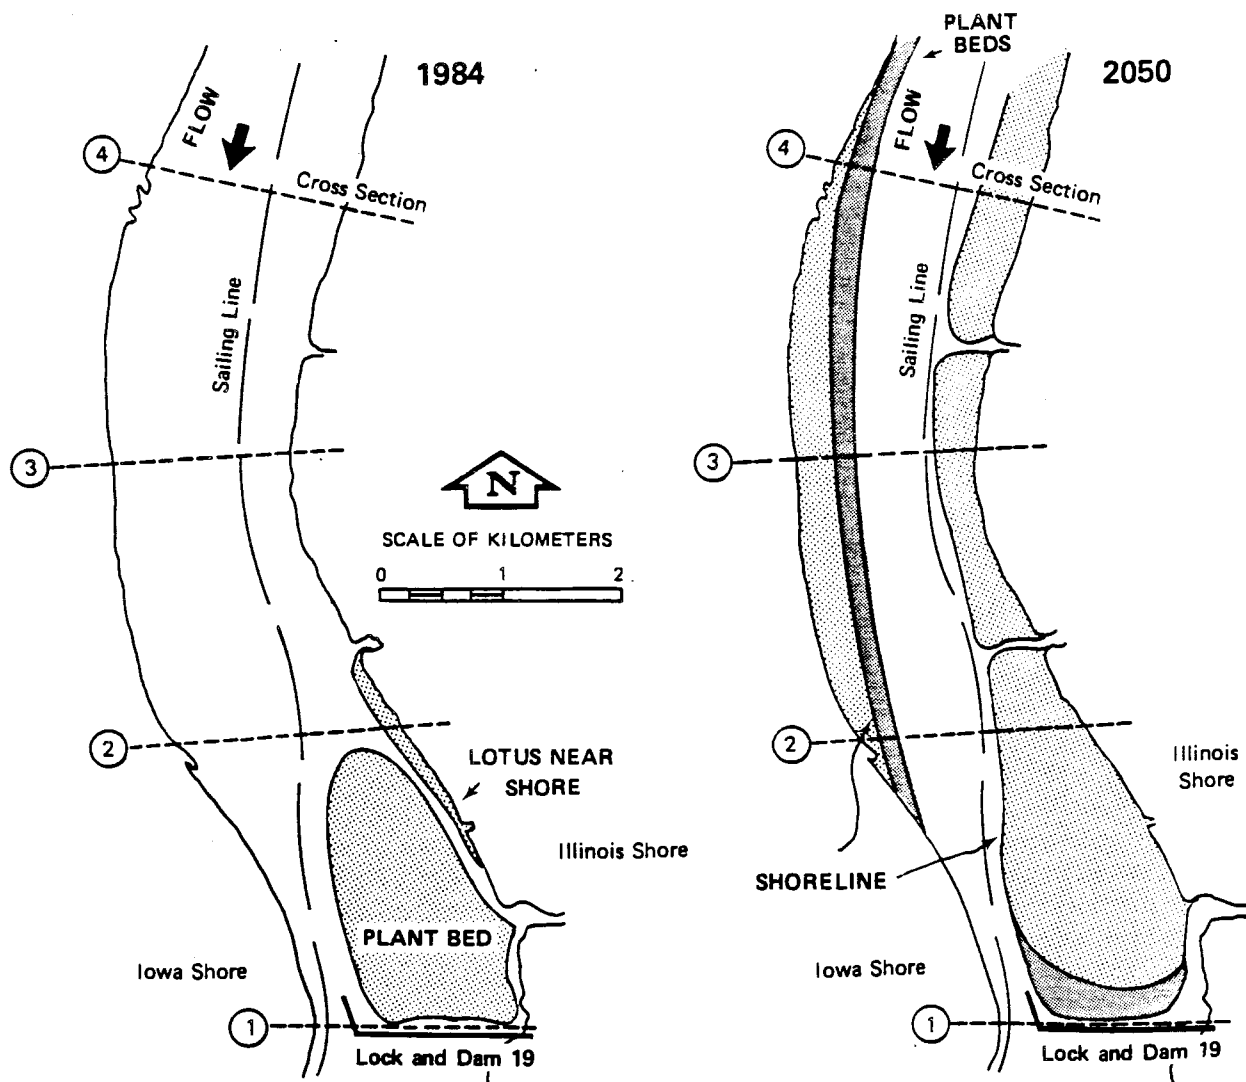 1984
FLOW
4
Cross Section
Sailing Line
3
N
SCALE OF KILOMETERS
0 1 2
2
LOTUS NEAR
SHORE
Illinois Shore
PLANT BED
Iowa Shore
1
Lock and Dam 19
PLANT
BEDS
2050
FLOW
4
Cross Section
Sailing Line
3
2
Illinois
Shore
SHORELINE
Iowa Shore
1
Lock and Dam 19